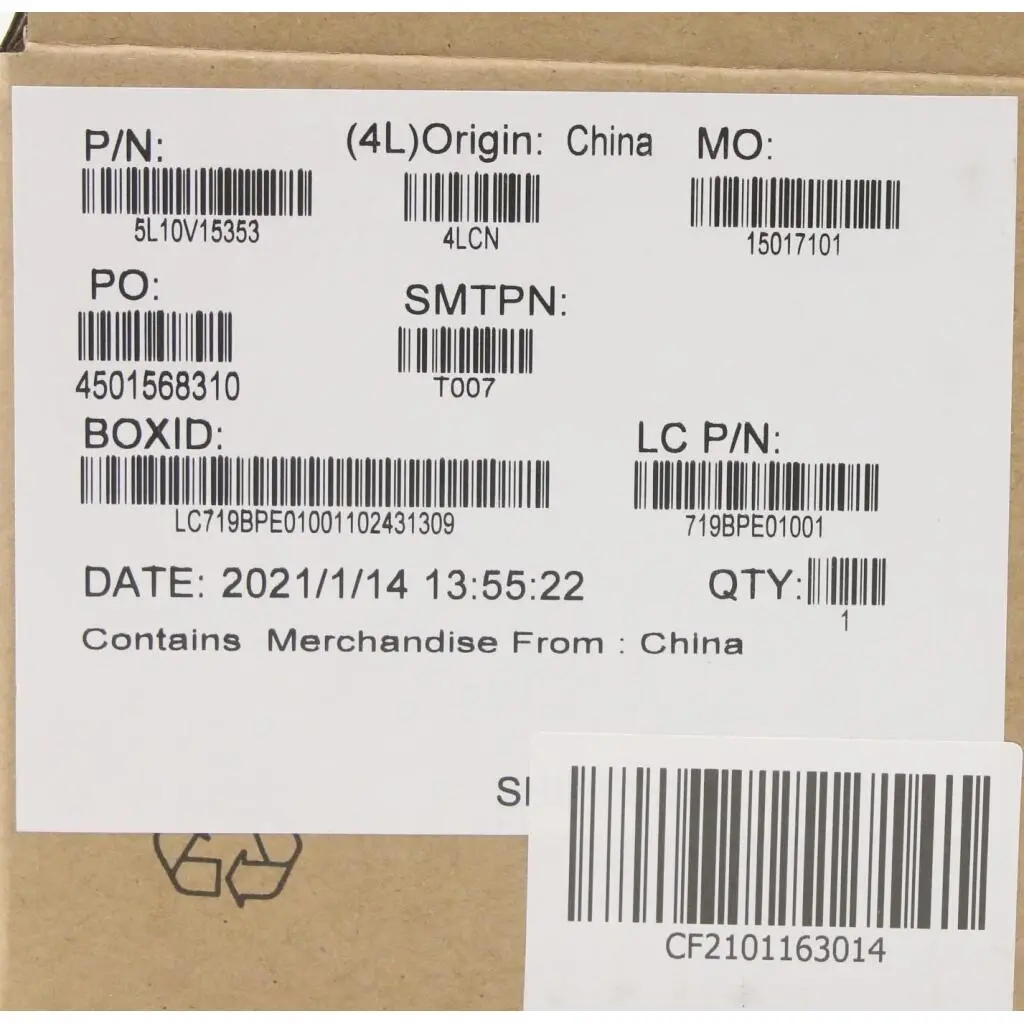 P/N: (4L)Origin: China MO:
5L10V15353 4LCN 15017101
PO: SMTPN:
4501568310 T007
BOXID: LC P/N:
LC719BPE01001102431309 719BPE01001
DATE: 2021/1/14 13:55:22 QTY:
1
Contains Merchandise From : China
CF2101163014